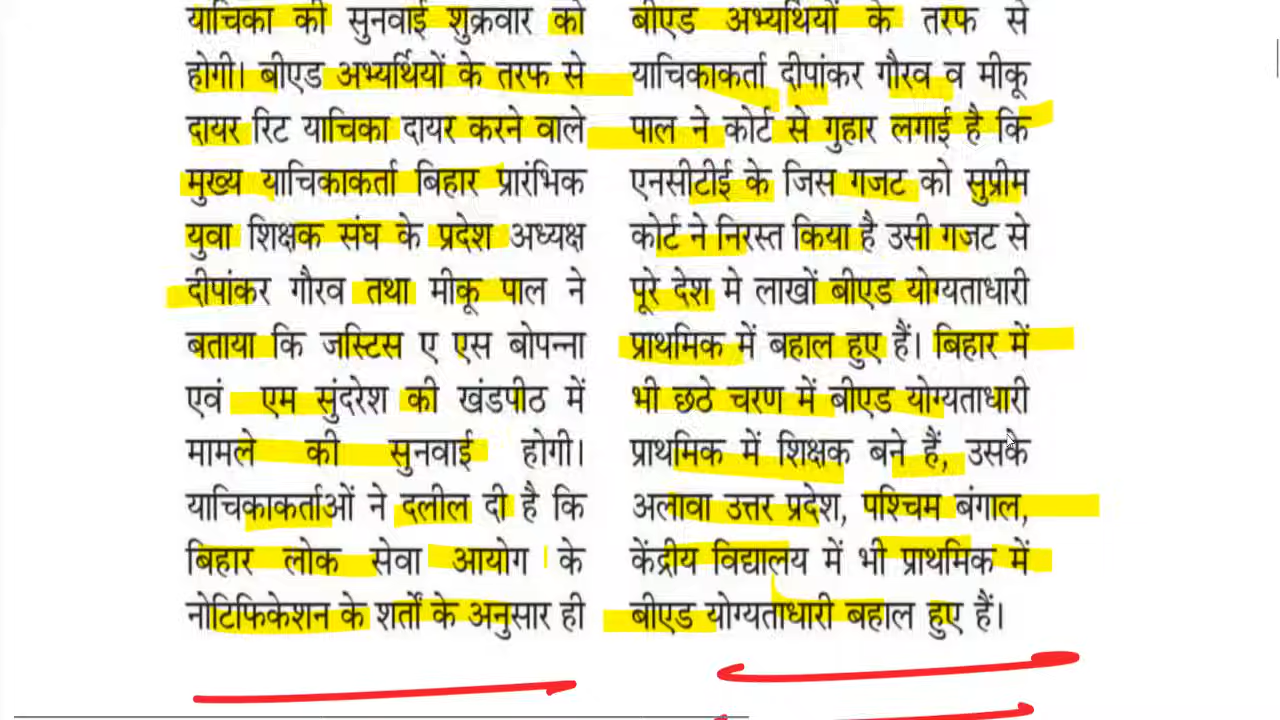 याचिका की सुनवाई शुक्रवार को
होगी। बीएड अभ्यर्थियों के तरफ से
दायर रिट याचिका दायर करने वाले
मुख्य याचिकाकर्ता बिहार प्रारंभिक
युवा शिक्षक संघ के प्रदेश अध्यक्ष
दीपांकर गौरव तथा मीकू पाल ने
बताया कि जस्टिस ए एस बोपन्ना
एवं एम सुंदरेश की खंडपीठ में
मामले की सुनवाई होगी।
याचिकाकर्ताओं ने दलील दी है कि
बिहार लोक सेवा आयोग के
नोटिफिकेशन के शर्तों के अनुसार ही
बीएड अभ्यर्थियों के तरफ से
याचिकाकर्ता दीपांकर गौरव व मीकू
पाल ने कोर्ट से गुहार लगाई है कि
एनसीटीई के जिस गजट को सुप्रीम
कोर्ट ने निरस्त किया है उसी गजट से
पूरे देश मे लाखों बीएड योग्यताधारी
प्राथमिक में बहाल हुए हैं। बिहार में
भी छठे चरण में बीएड योग्यताधारी
प्राथमिक में शिक्षक बने हैं, उसके
अलावा उत्तर प्रदेश, पश्चिम बंगाल,
केंद्रीय विद्यालय में भी प्राथमिक में
बीएड योग्यताधारी बहाल हुए हैं।